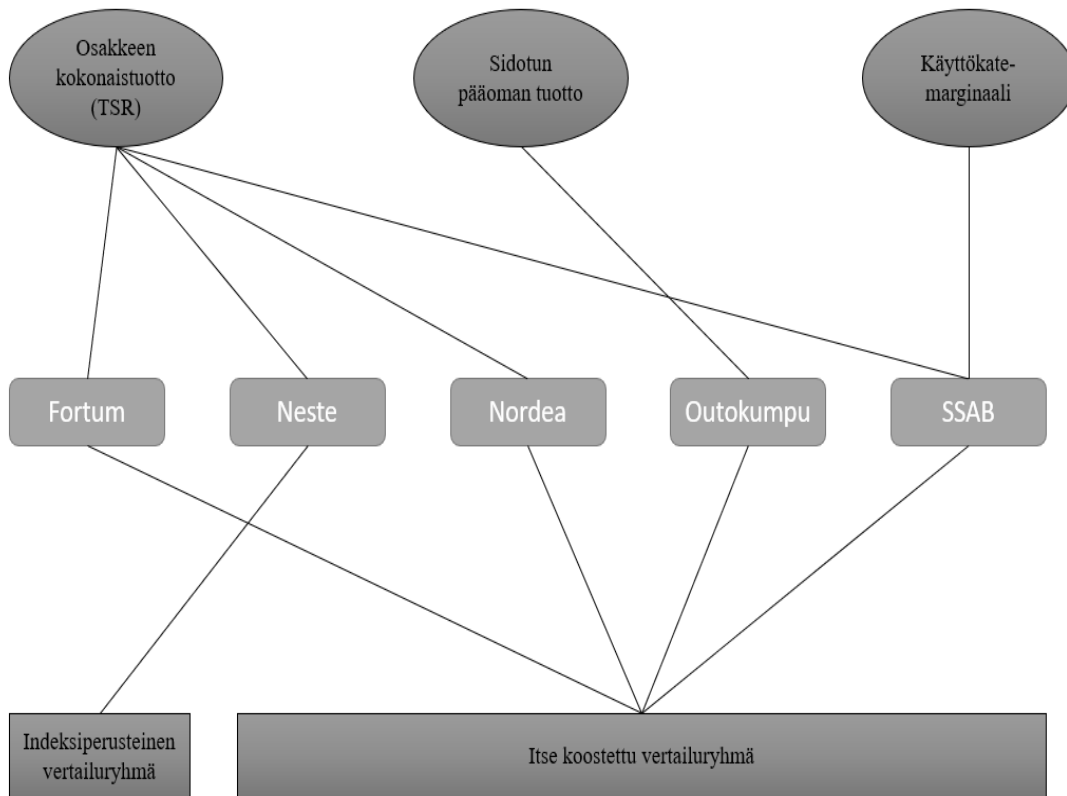 Osakkeen
kokonaistuotto
(TSR)
Sidotun
pääoman tuotto
Käyttökate-
marginaali
Fortum
Neste
Nordea
Outokumpu
SSAB
Indeksiperusteinen
vertailuryhmä
Itse koostettu vertailuryhmä